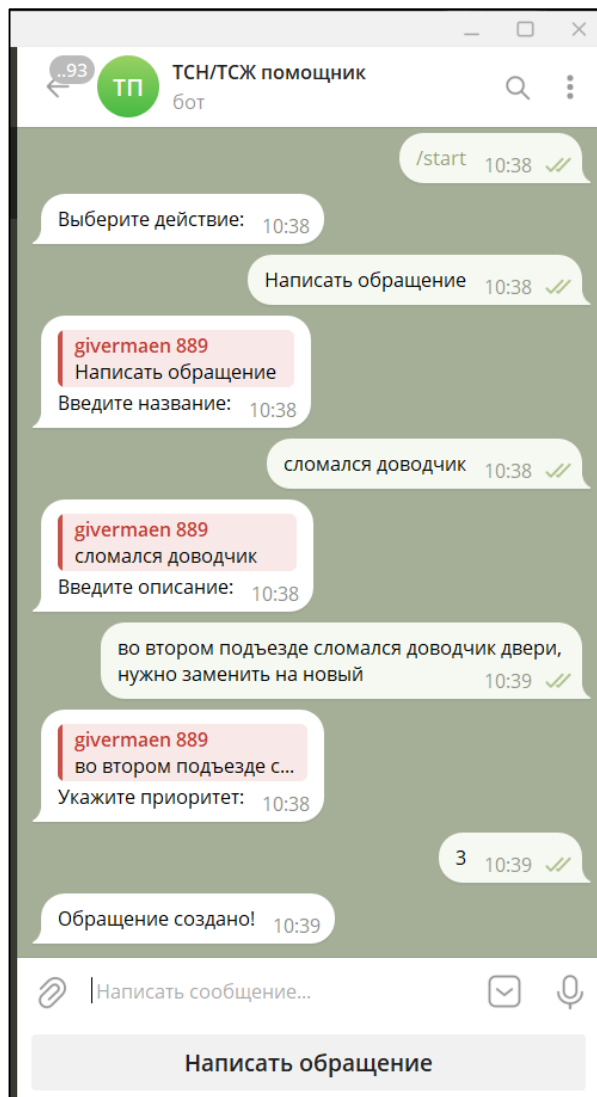 ..93
ТП
ТСН/ТСЖ помощник
бот
/start 10:38
Выберите действие: 10:38
Написать обращение 10:38
givermaen 889
Написать обращение
Введите название: 10:38
сломался доводчик 10:38
givermaen 889
сломался доводчик
Введите описание: 10:38
во втором подъезде сломался доводчик двери,
нужно заменить на новый 10:39
givermaen 889
во втором подъезде с...
Укажите приоритет: 10:38
3 10:39
Обращение создано! 10:39
Написать сообщение...
Написать обращение